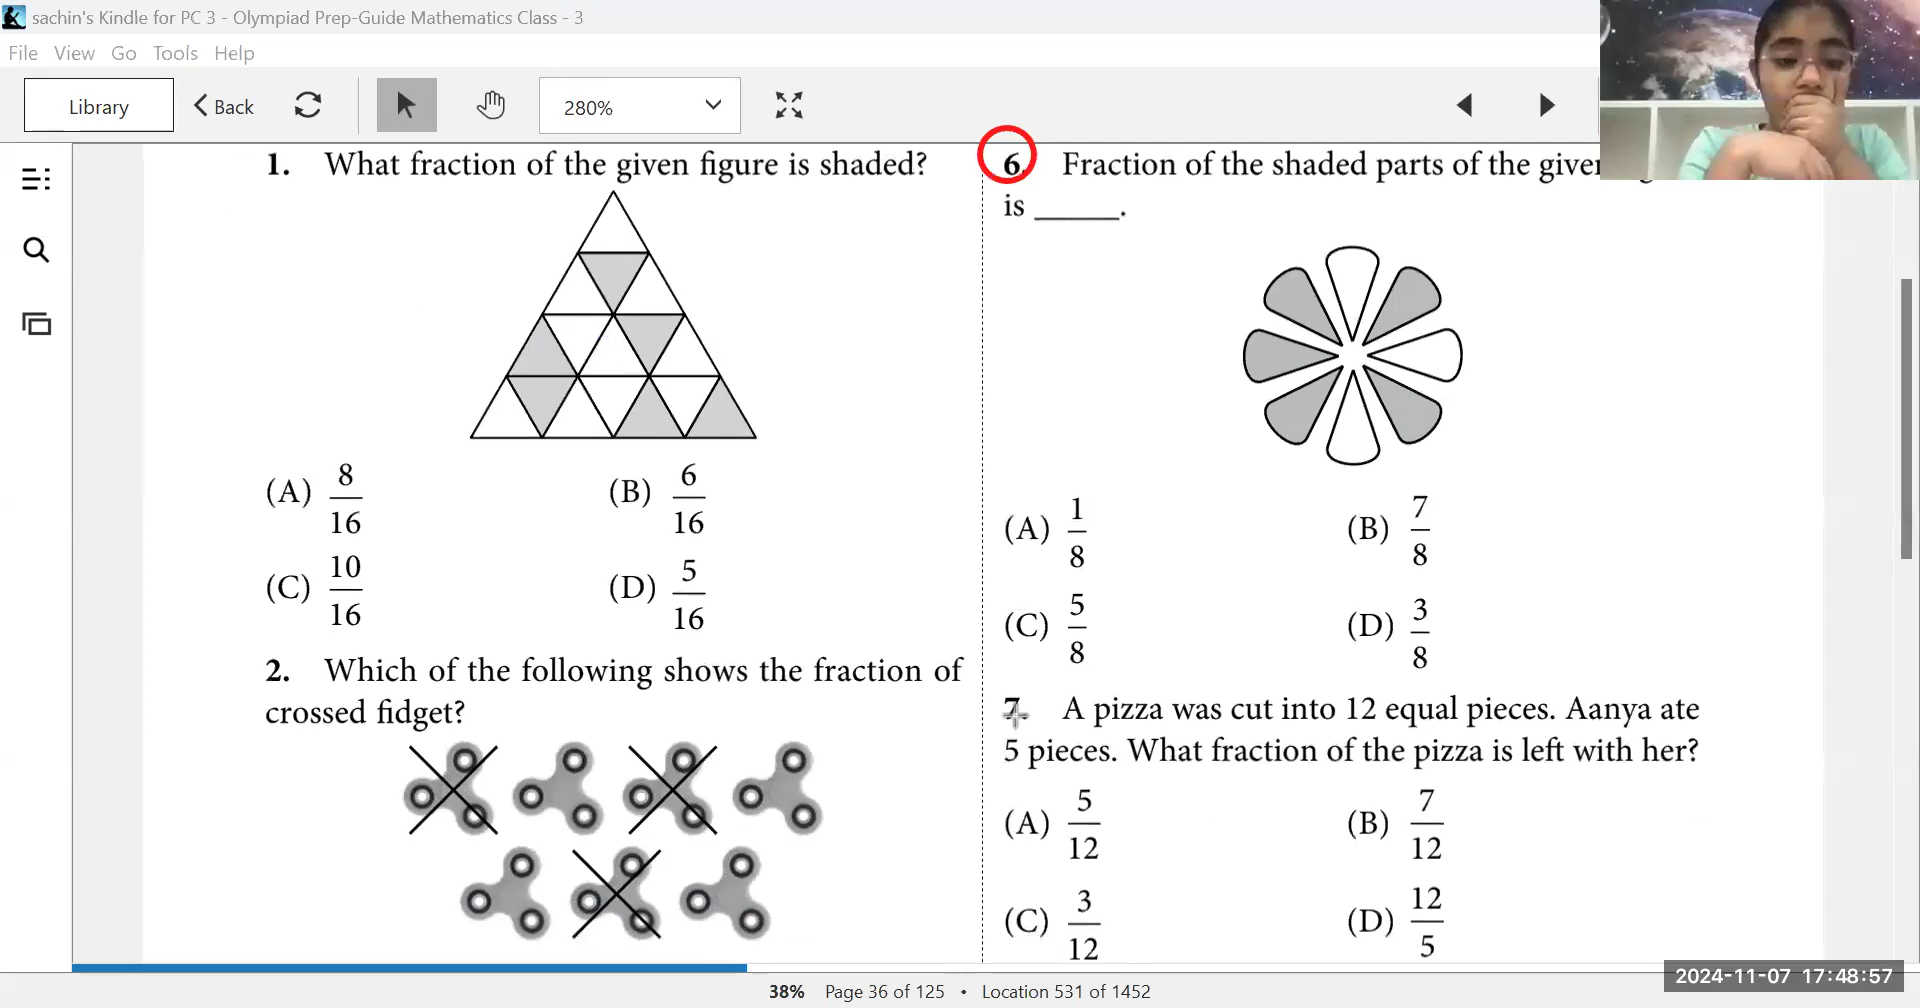 sachin's Kindle for PC 3 - Olympiad Prep-Guide Mathematics Class - 3
File View Go Tools Help
Library
Back
280%
1. What fraction of the given figure is shaded?
(A) 8/16 (B) 6/16
(C) 10/16 (D) 5/16
2. Which of the following shows the fraction of
crossed fidget?
6. Fraction of the shaded parts of the given
is ______.
(A) 1/8 (B) 7/8
(C) 5/8 (D) 3/8
7. A pizza was cut into 12 equal pieces. Aanya ate
5 pieces. What fraction of the pizza is left with her?
(A) 5/12 (B) 7/12
(C) 3/12 (D) 12/5
38% Page 36 of 125 • Location 531 of 1452
2024-11-07 17:48:57